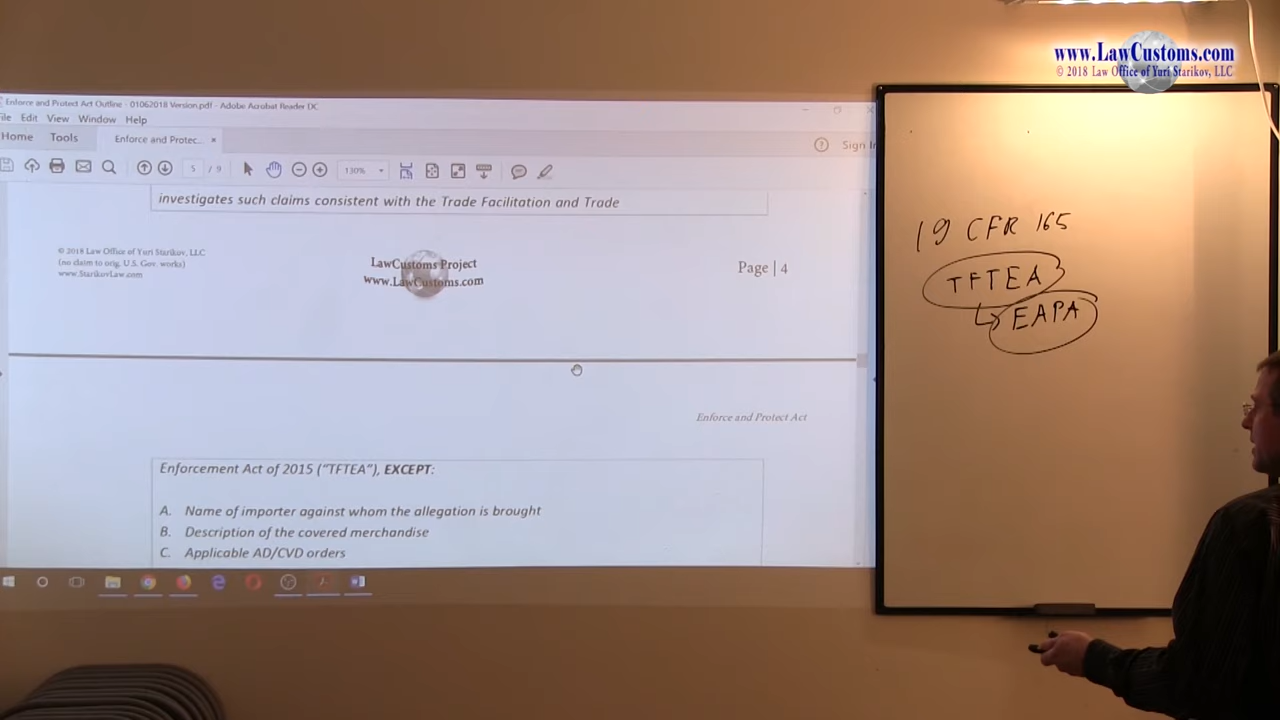 www.LawCustoms.com
© 2018 Law Office of Yuri Starikov, LLC
Enforce and Protect Act Outline - 01062018 Version.pdf - Adobe Acrobat Reader DC
File Edit View Window Help
Home Tools Enforce and Protec... ×
Sign In
5 / 9 130%
investigates such claims consistent with the Trade Facilitation and Trade
© 2018 Law Office of Yuri Starikov, LLC
(no claim to orig. U.S. Gov. works)
www.StarikovLaw.com
LawCustoms Project
www.LawCustoms.com
Page | 4
Enforce and Protect Act
Enforcement Act of 2015 ("TFTEA"), EXCEPT:
A. Name of importer against whom the allegation is brought
B. Description of the covered merchandise
C. Applicable AD/CVD orders
19 CFR 165
TFTEA
↳ EAPA